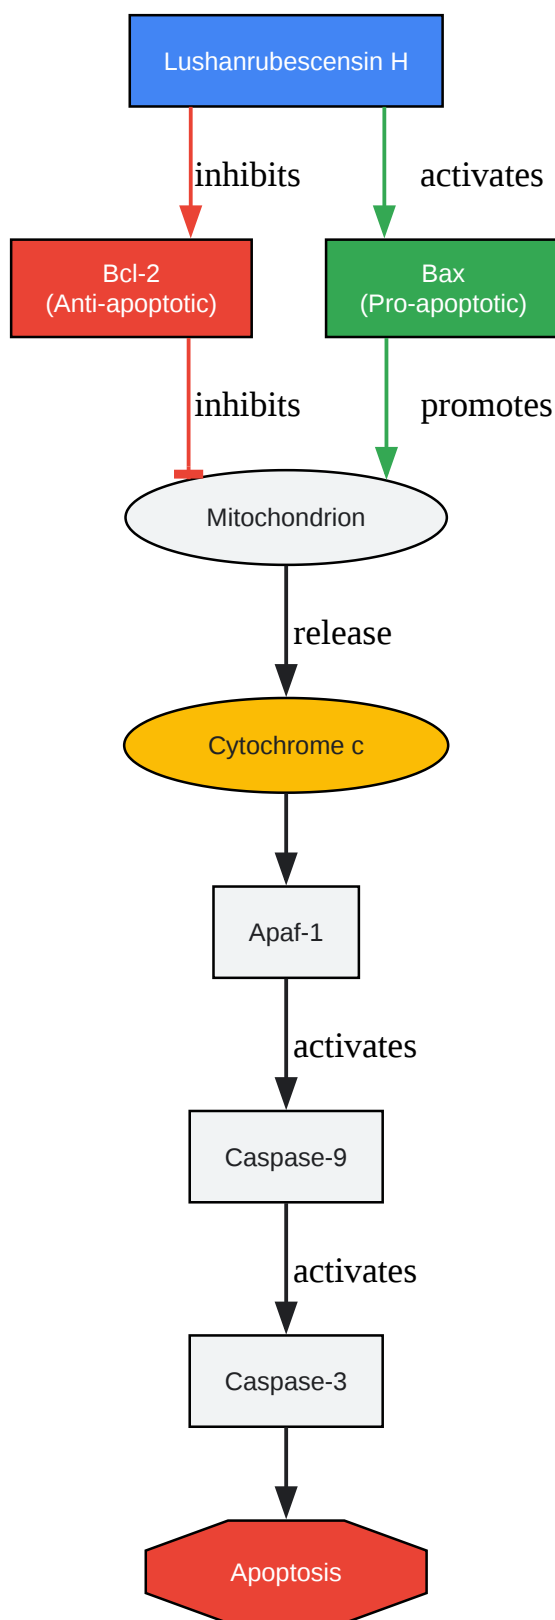 Lushanrubescensin H
inhibits
activates
Bcl-2
(Anti-apoptotic)
Bax
(Pro-apoptotic)
inhibits
promotes
Mitochondrion
release
Cytochrome c
Apaf-1
activates
Caspase-9
activates
Caspase-3
Apoptosis